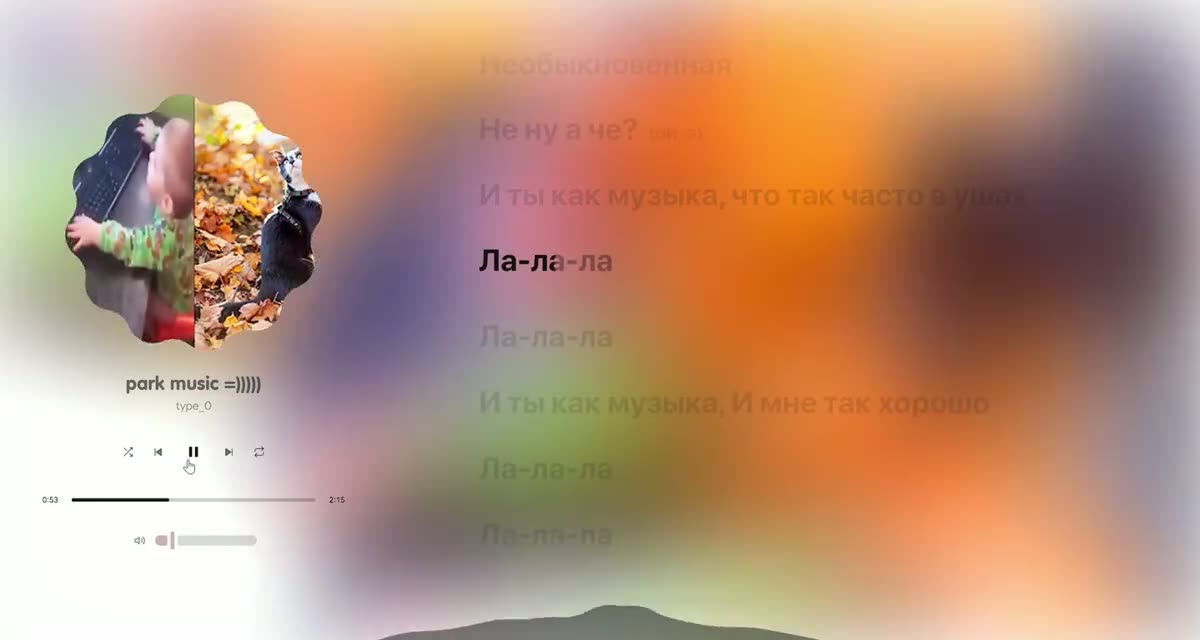 Необыкновенная
Не ну а че?
И ты как музыка, что так часто в ушах
Ла-ла-ла
Ла-ла-ла
И ты как музыка, И мне так хорошо
Ла-ла-ла
Ла-ла-ла
park music =)))))
type_0
0:53
2:15